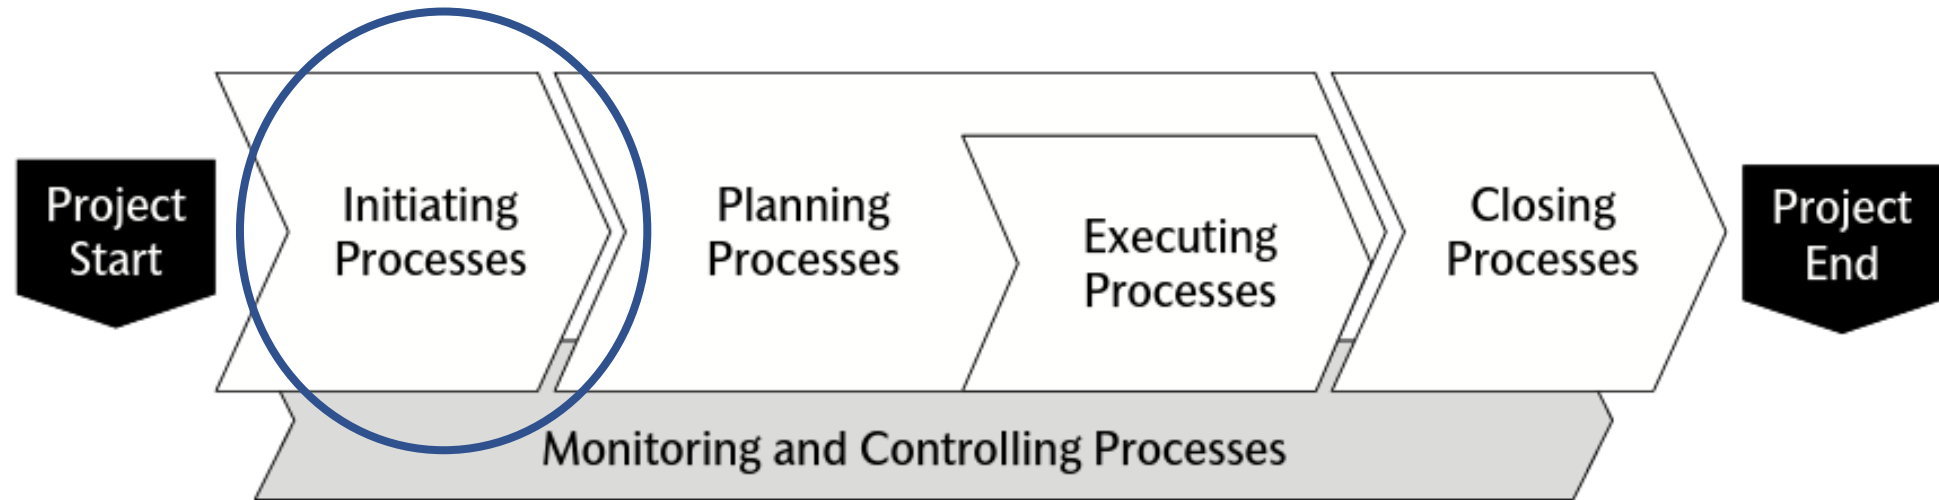 Project
Start
Initiating
Processes
Planning
Processes
Executing
Processes
Closing
Processes
Project
End
Monitoring and Controlling Processes